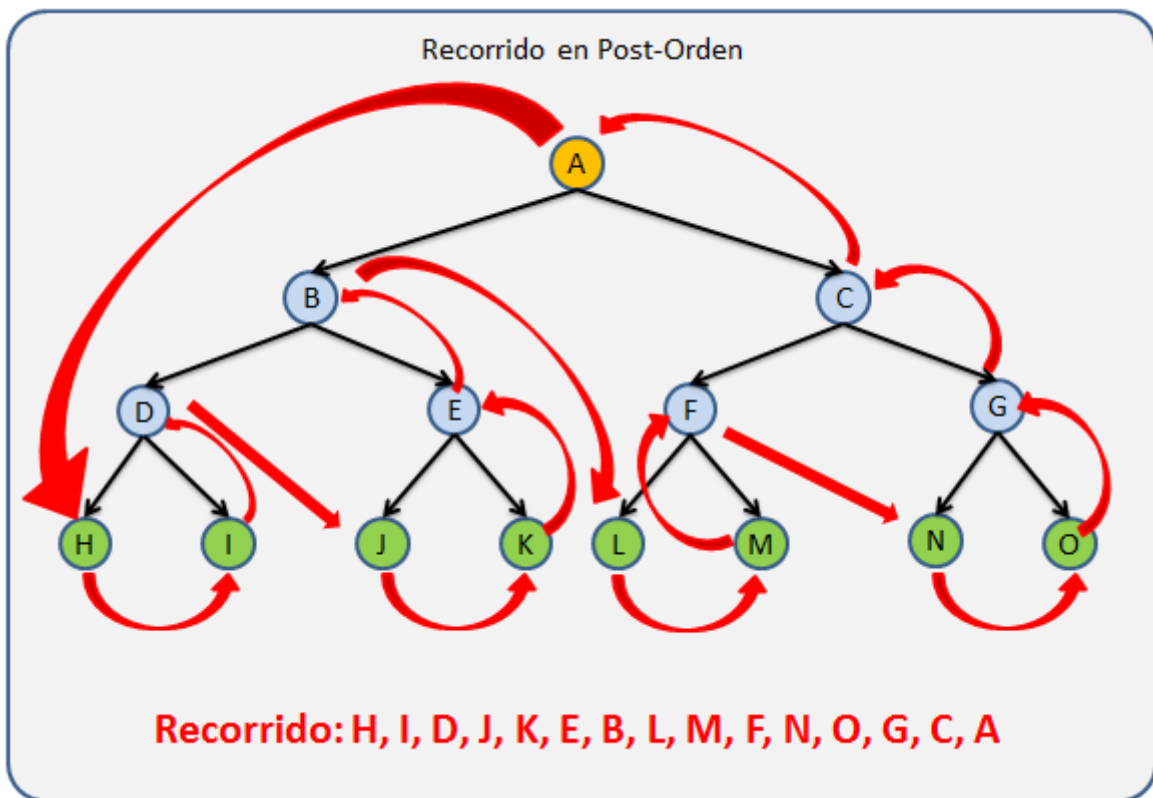 Recorrido en Post-Orden
A
B
C
D
E
F
G
H
I
J
K
L
M
N
O
Recorrido: H, I, D, J, K, E, B, L, M, F, N, O, G, C, A